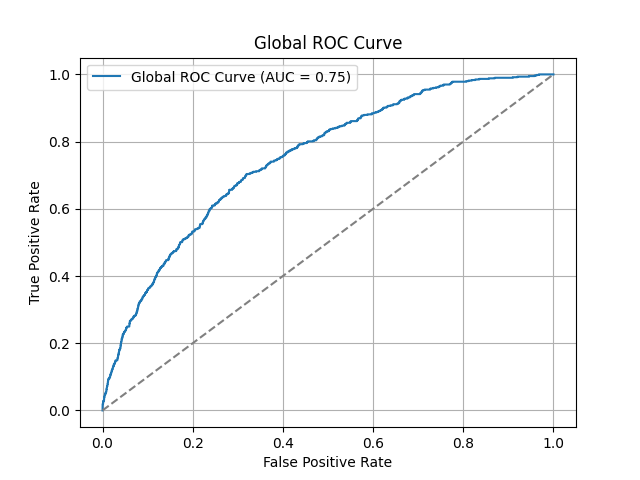 Global ROC Curve
Global ROC Curve (AUC = 0.75)
1.0
0.8
0.6
0.4
0.2
0.0
True Positive Rate
0.0 0.2 0.4 0.6 0.8 1.0
False Positive Rate